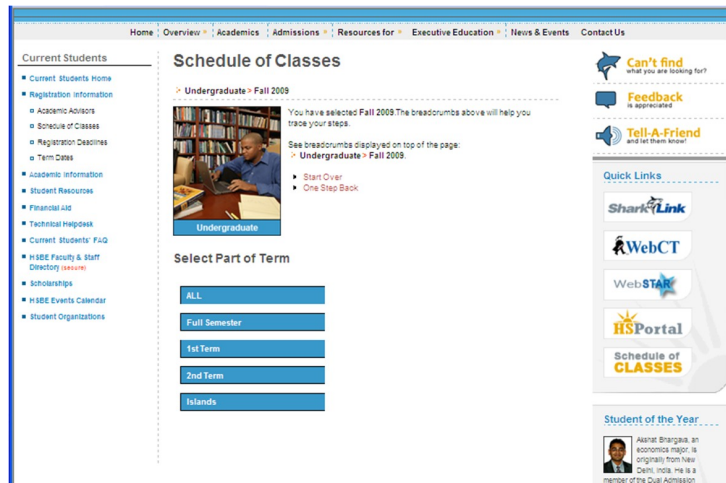 Home Overview Academics Admissions Resources for Executive Education News & Events Contact Us
Current Students
Current Students Home
Registration Information
Academic Advisors
Schedule of Classes
Registration Deadlines
Term Dates
Academic Information
Student Resources
Financial Aid
Technical Helpdesk
Current Students' FAQ
HSBE Faculty & Staff
Directory (secure)
Scholarships
HSBE Events Calendar
Student Organizations
Schedule of Classes
Undergraduate > Fall 2009
You have selected Fall 2009.The breadcrumbs above will help you
trace your steps.
See breadcrumbs displayed on top of the page:
Undergraduate > Fall 2009.
Start Over
One Step Back
Undergraduate
Select Part of Term
ALL
Full Semester
1st Term
2nd Term
Islands
Can't find
what you are looking for?
Feedback
is appreciated
Tell-A-Friend
and let them know!
Quick Links
SharkLink
WebCT
WebSTAR
HSPortal
Schedule of
CLASSES
Student of the Year
Akshat Bhargava, an
economics major, is
originally from New
Delhi, India. He is a
member of the Dual Admission